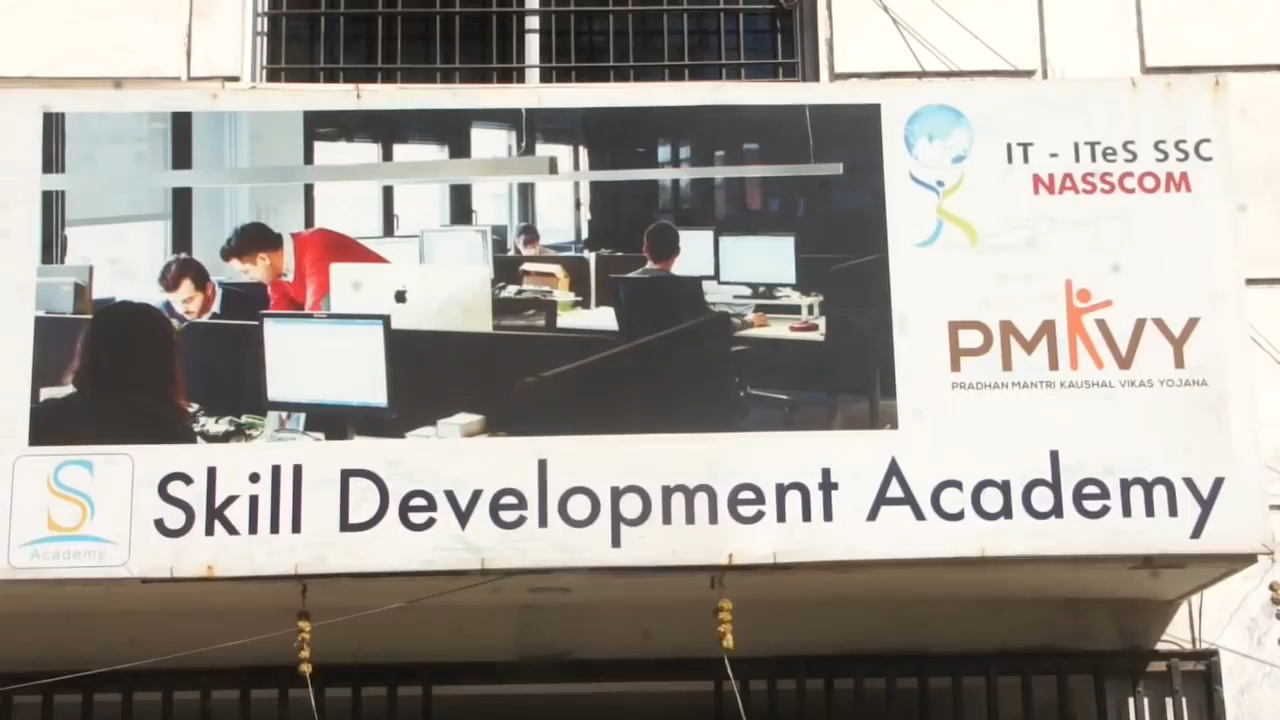 IT - ITeS SSC
NASSCOM
PMKVY
PRADHAN MANTRI KAUSHAL VIKAS YOJANA
S
Academy
Skill Development Academy